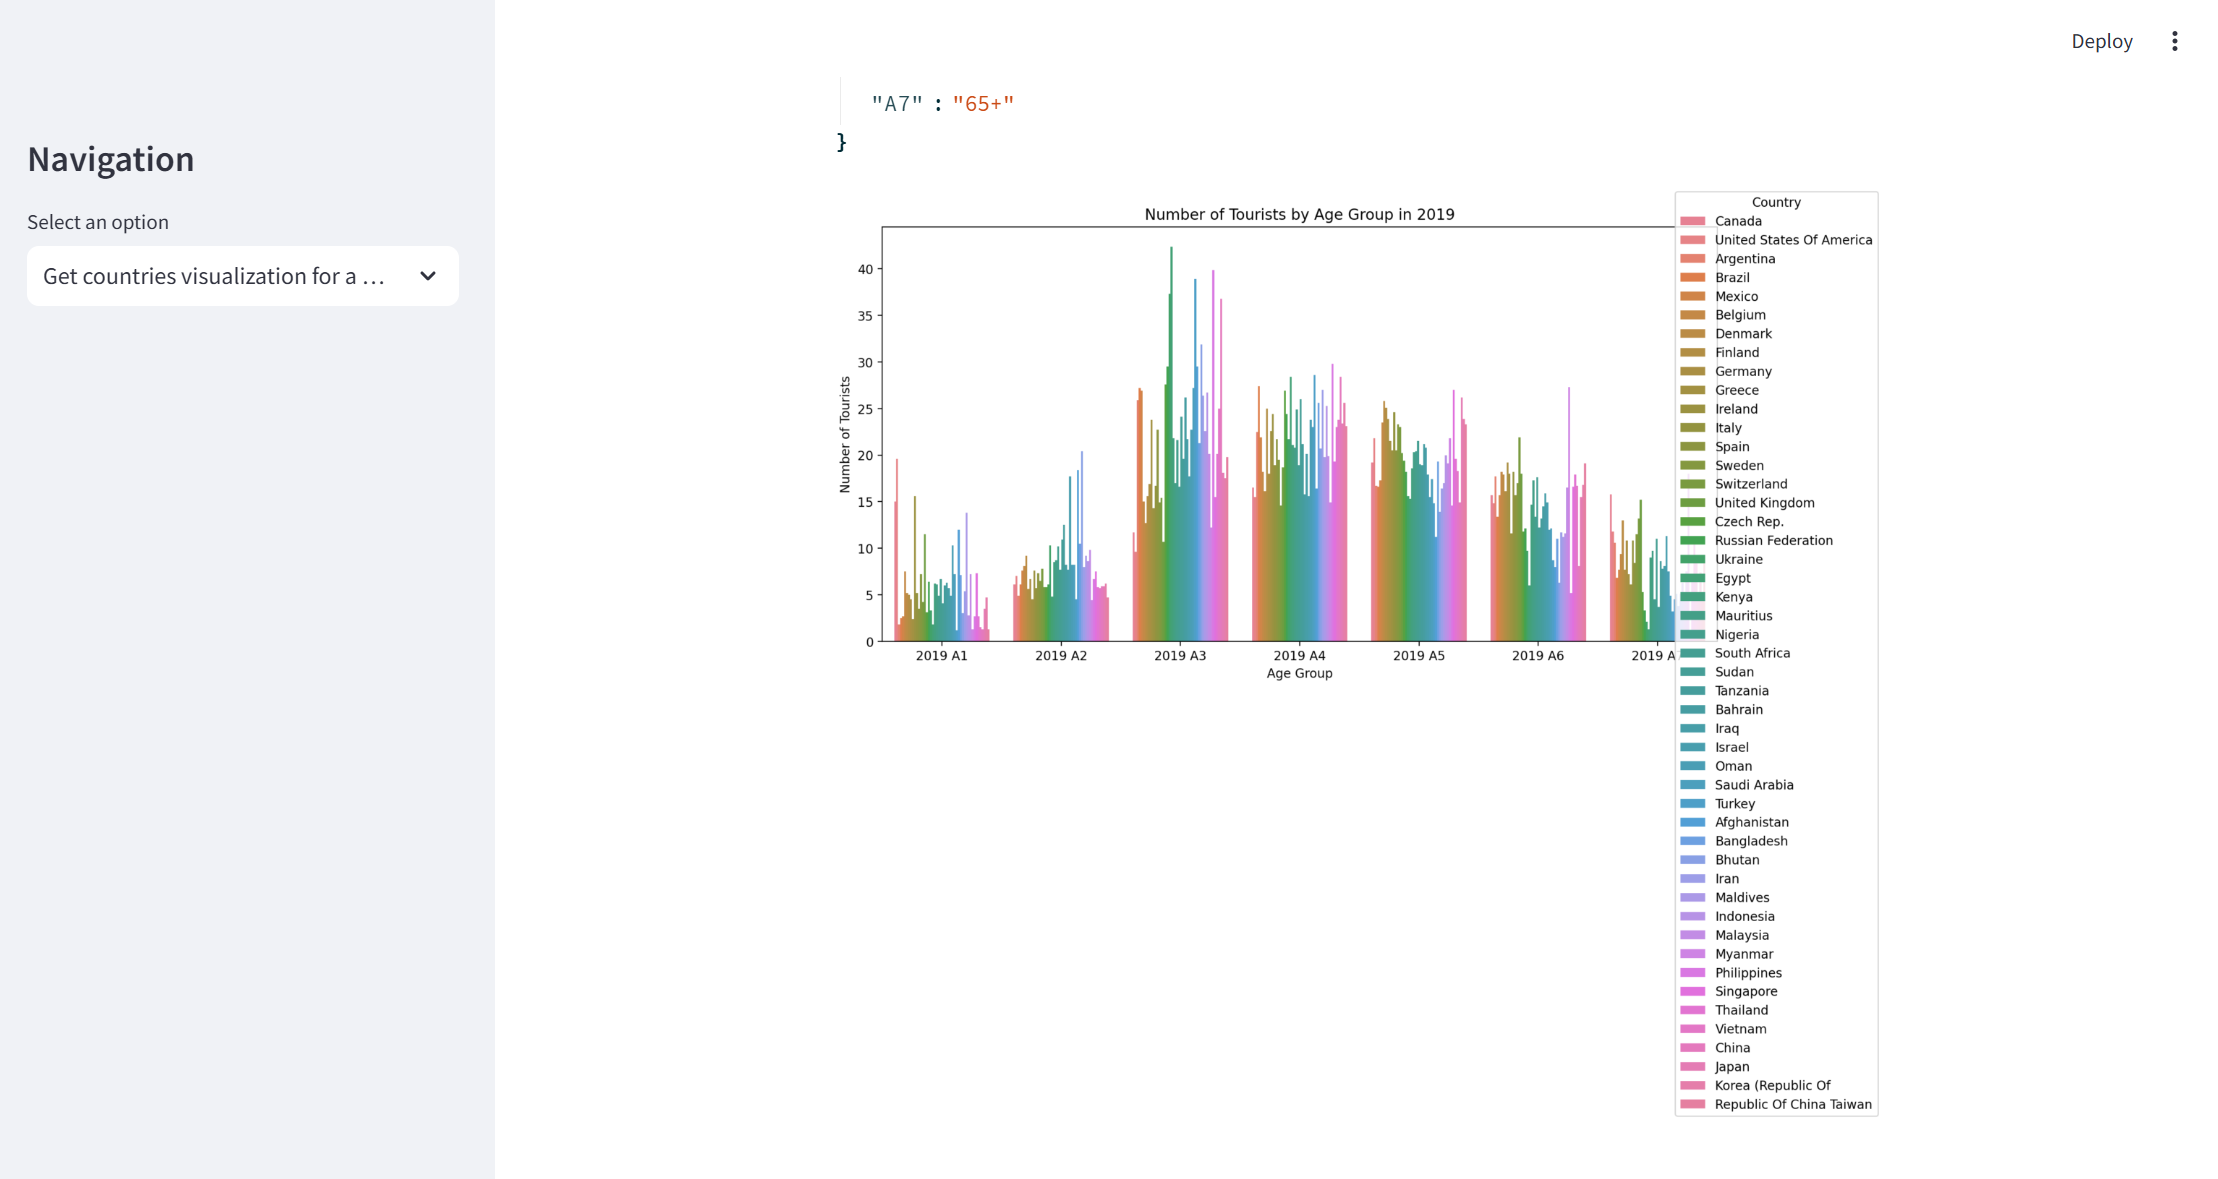 Deploy
"A7" : "65+"
}
Navigation
Select an option
Get countries visualization for a ...
Number of Tourists by Age Group in 2019
Number of Tourists
40
35
30
25
20
15
10
5
0
2019 A1
2019 A2
2019 A3
2019 A4
2019 A5
2019 A6
2019 A
Age Group
Country
Canada
United States Of America
Argentina
Brazil
Mexico
Belgium
Denmark
Finland
Germany
Greece
Ireland
Italy
Spain
Sweden
Switzerland
United Kingdom
Czech Rep.
Russian Federation
Ukraine
Egypt
Kenya
Mauritius
Nigeria
South Africa
Sudan
Tanzania
Bahrain
Iraq
Israel
Oman
Saudi Arabia
Turkey
Afghanistan
Bangladesh
Bhutan
Iran
Maldives
Indonesia
Malaysia
Myanmar
Philippines
Singapore
Thailand
Vietnam
China
Japan
Korea (Republic Of
Republic Of China Taiwan